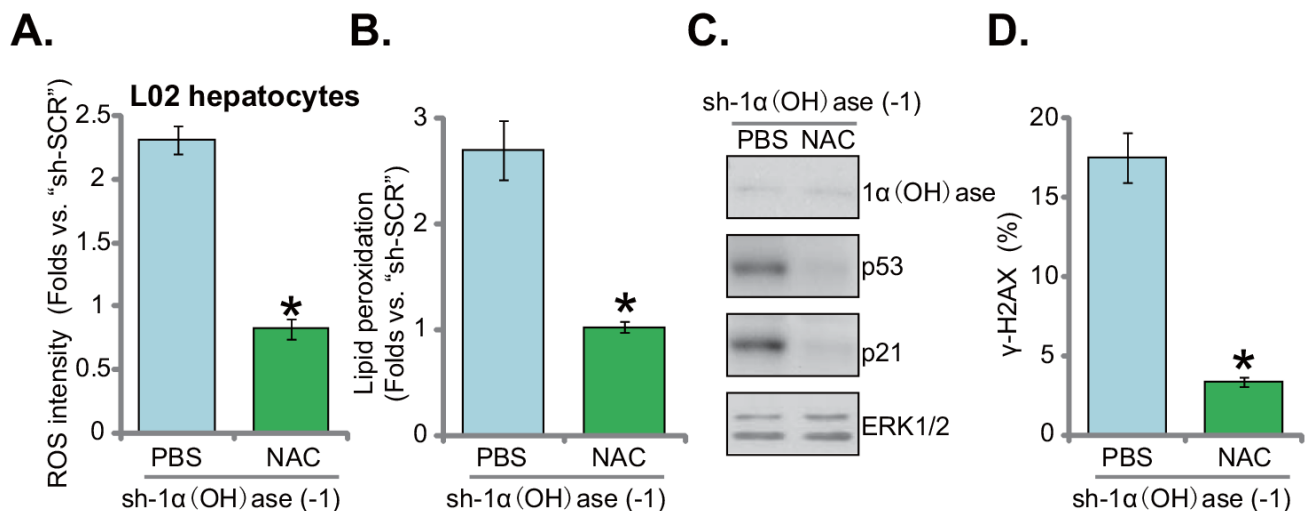 A.
B.
C.
D.
L02 hepatocytes
ROS intensity (Folds vs. “sh-SCR”)
2.5
2
1.5
1
0.5
0
*
PBS NAC
sh-1α(OH) ase (-1)
Lipid peroxidation
(Folds vs. “sh-SCR”)
3
2
1
0
*
PBS NAC
sh-1α(OH) ase (-1)
sh-1α(OH) ase (-1)
PBS NAC
1α(OH) ase
p53
p21
ERK1/2
γ-H2AX (%)
20
15
10
5
0
*
PBS NAC
sh-1α(OH) ase (-1)